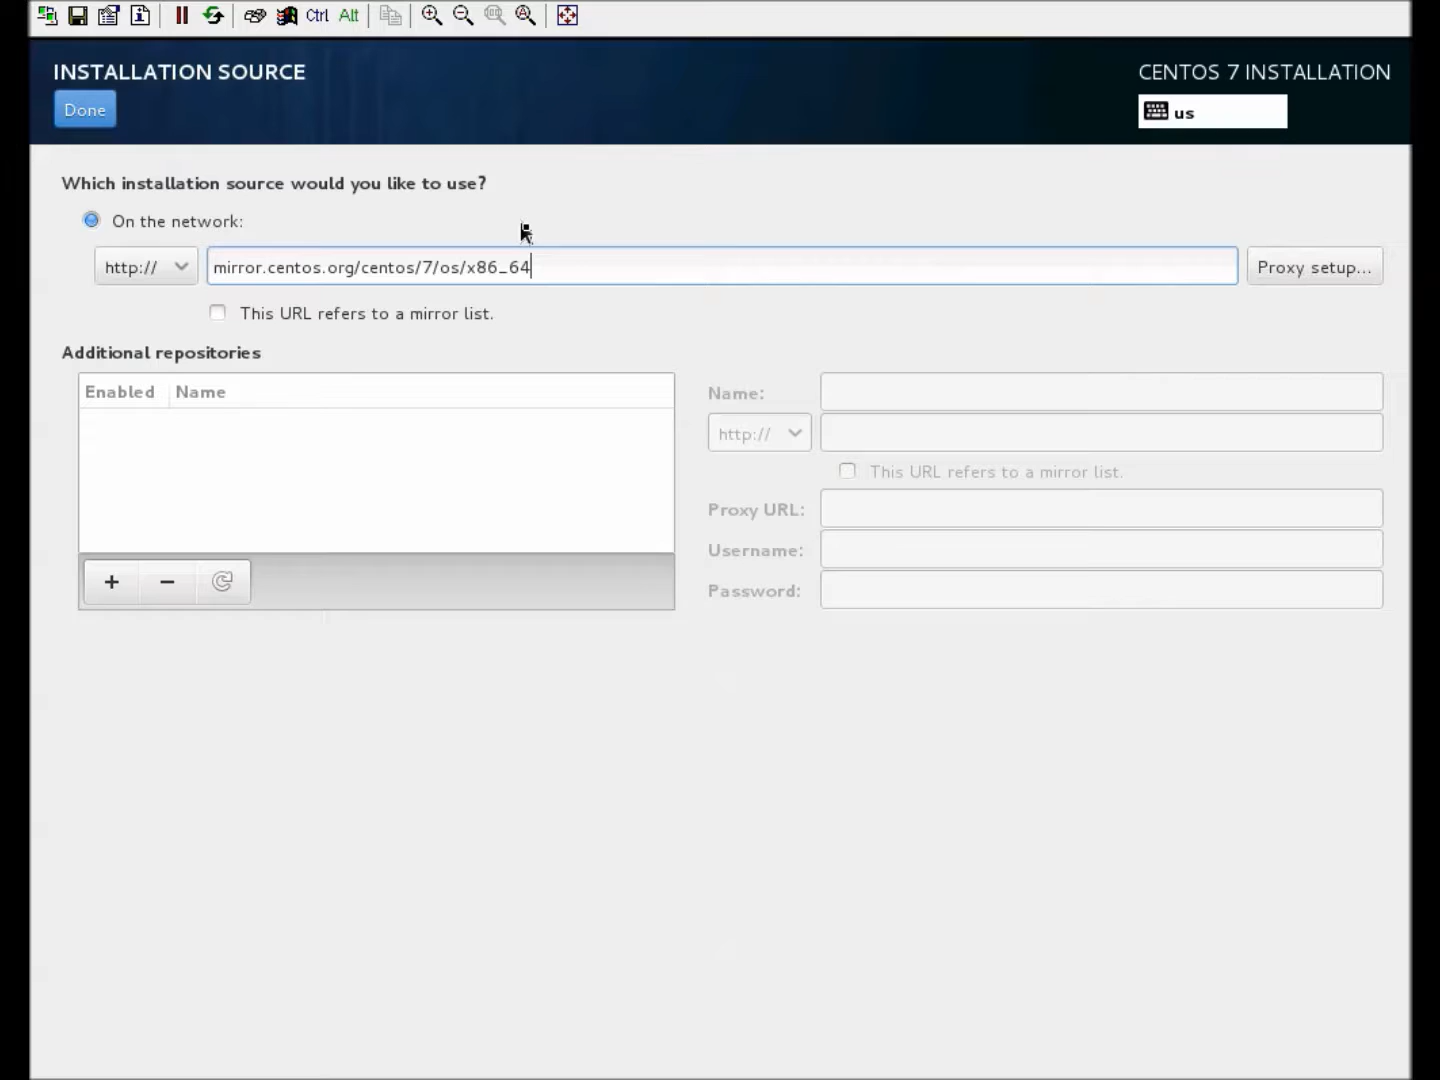 Ctrl Alt
INSTALLATION SOURCE
CENTOS 7 INSTALLATION
Done
us
Which installation source would you like to use?
On the network:
http://
mirror.centos.org/centos/7/os/x86_64
Proxy setup...
This URL refers to a mirror list.
Additional repositories
Enabled Name
Name:
http://
This URL refers to a mirror list.
Proxy URL:
Username:
Password:
+ −